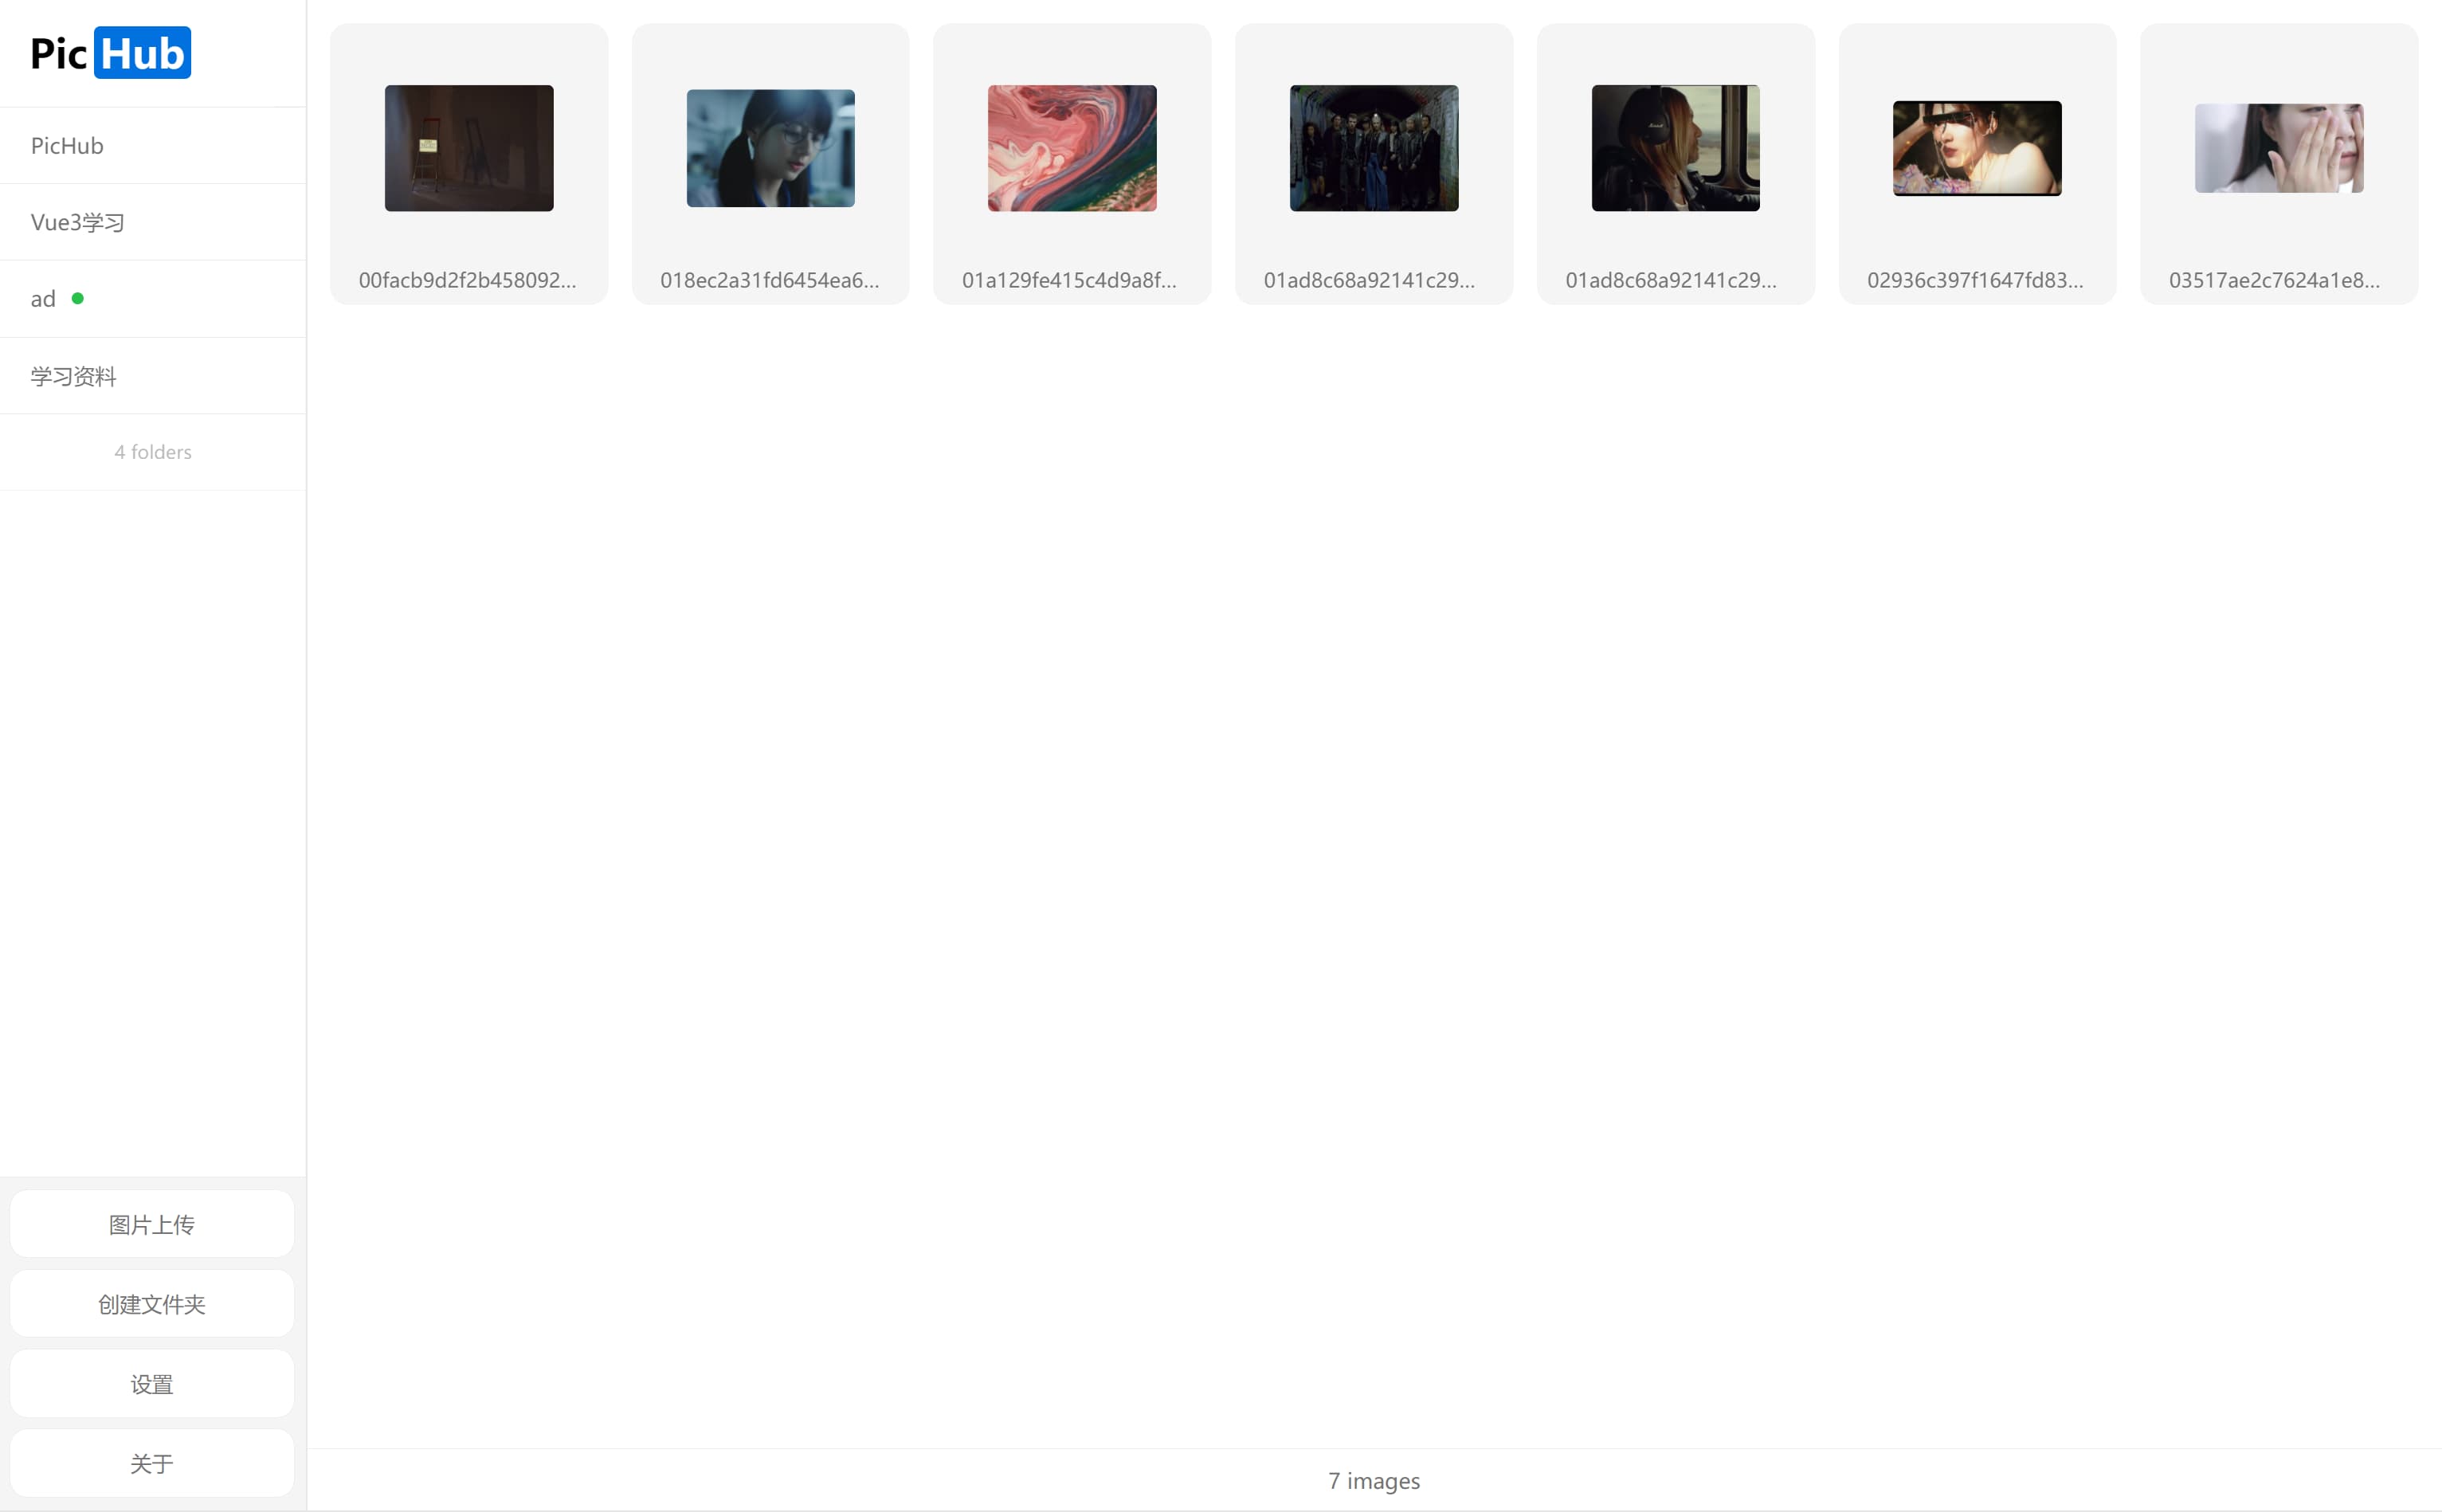 Pic Hub
PicHub
Vue3学习
ad
学习资料
4 folders
图片上传
创建文件夹
设置
关于
00facb9d2f2b458092...
018ec2a31fd6454ea6...
01a129fe415c4d9a8f...
01ad8c68a92141c29...
01ad8c68a92141c29...
02936c397f1647fd83...
03517ae2c7624a1e8...
7 images